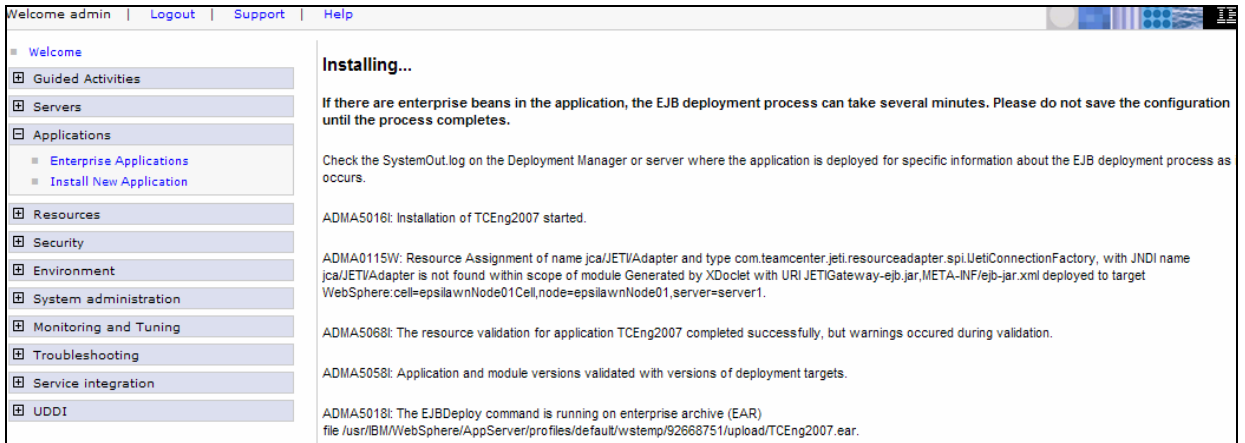 Welcome admin | Logout | Support | Help
Welcome
Guided Activities
Servers
Applications
Enterprise Applications
Install New Application
Resources
Security
Environment
System administration
Monitoring and Tuning
Troubleshooting
Service integration
UDDI
Installing...
If there are enterprise beans in the application, the EJB deployment process can take several minutes. Please do not save the configuration
until the process completes.
Check the SystemOut.log on the Deployment Manager or server where the application is deployed for specific information about the EJB deployment process as
occurs.
ADMA5016I: Installation of TCEng2007 started.
ADMA0115W: Resource Assignment of name jca/JETI/Adapter and type com.teamcenter.jeti.resourceadapter.spi.IJetiConnectionFactory, with JNDI name
jca/JETI/Adapter is not found within scope of module Generated by XDoclet with URI JETIGateway-ejb.jar,META-INF/ejb-jar.xml deployed to target
WebSphere:cell=epsilawnNode01Cell,node=epsilawnNode01,server=server1.
ADMA5068I: The resource validation for application TCEng2007 completed successfully, but warnings occured during validation.
ADMA5058I: Application and module versions validated with versions of deployment targets.
ADMA5018I: The EJBDeploy command is running on enterprise archive (EAR)
file /usr/IBM/WebSphere/AppServer/profiles/default/wstemp/92668751/upload/TCEng2007.ear.